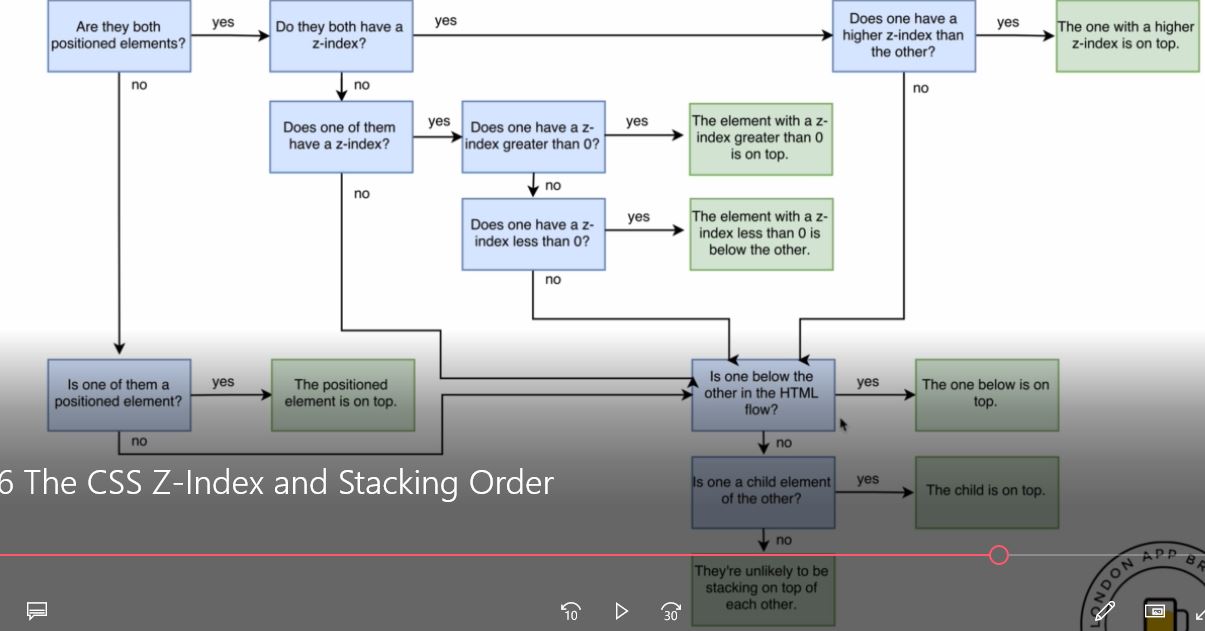 Are they both
positioned elements?
yes
Do they both have a
z-index?
yes
Does one have a
higher z-index than
the other?
yes
The one with a higher
z-index is on top.
no
no
no
Does one of them
have a z-index?
yes
Does one have a z-
index greater than 0?
yes
The element with a z-
index greater than 0
is on top.
no
no
Does one have a z-
index less than 0?
yes
The element with a z-
index less than 0 is
below the other.
no
Is one of them a
positioned element?
yes
The positioned
element is on top.
Is one below the
other in the HTML
flow?
yes
The one below is on
top.
no
no
6 The CSS Z-Index and Stacking Order
Is one a child element
of the other?
yes
The child is on top.
no
They're unlikely to be
stacking on top of
each other.
LONDON APP BR
10
30